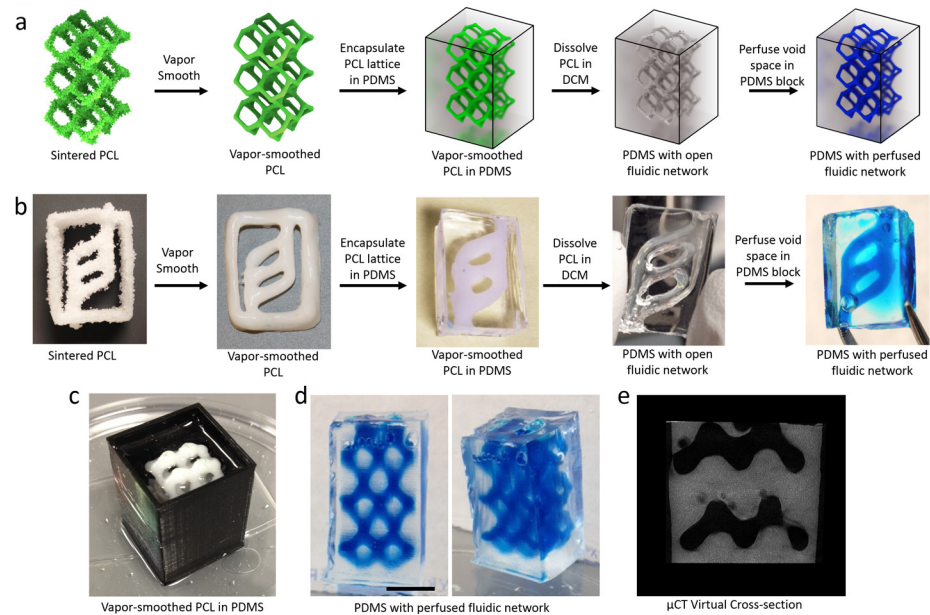 a
Vapor
Smooth
Encapsulate
PCL lattice
in PDMS
Dissolve
PCL in
DCM
Perfuse void
space in
PDMS block
Sintered PCL
Vapor-smoothed
PCL
Vapor-smoothed
PCL in PDMS
PDMS with open
fluidic network
PDMS with perfused
fluidic network
b
Vapor
Smooth
Encapsulate
PCL lattice
in PDMS
Dissolve
PCL in
DCM
Perfuse void
space in
PDMS block
Sintered PCL
Vapor-smoothed
PCL
Vapor-smoothed
PCL in PDMS
PDMS with open
fluidic network
PDMS with perfused
fluidic network
c
d
e
Vapor-smoothed PCL in PDMS
PDMS with perfused fluidic network
µCT Virtual Cross-section